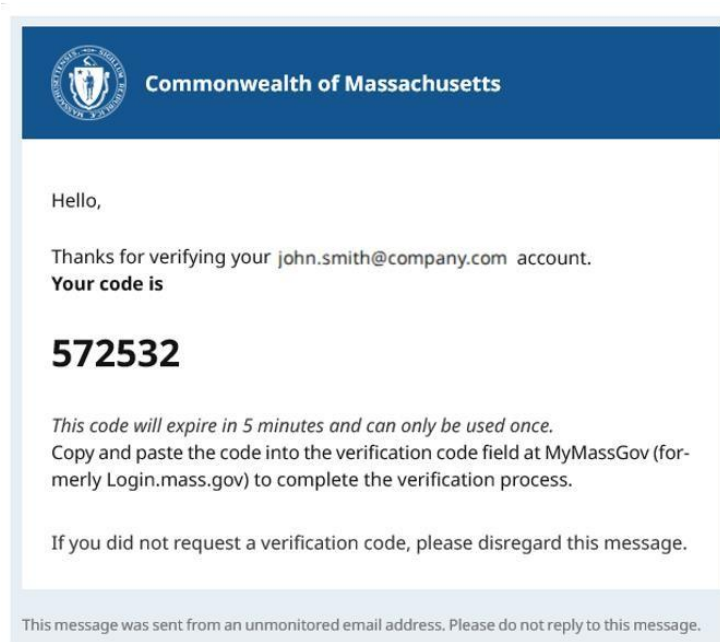 Commonwealth of Massachusetts
Hello,
Thanks for verifying your john.smith@company.com account.
Your code is
572532
This code will expire in 5 minutes and can only be used once.
Copy and paste the code into the verification code field at MyMassGov (for-
merly Login.mass.gov) to complete the verification process.
If you did not request a verification code, please disregard this message.
This message was sent from an unmonitored email address. Please do not reply to this message.